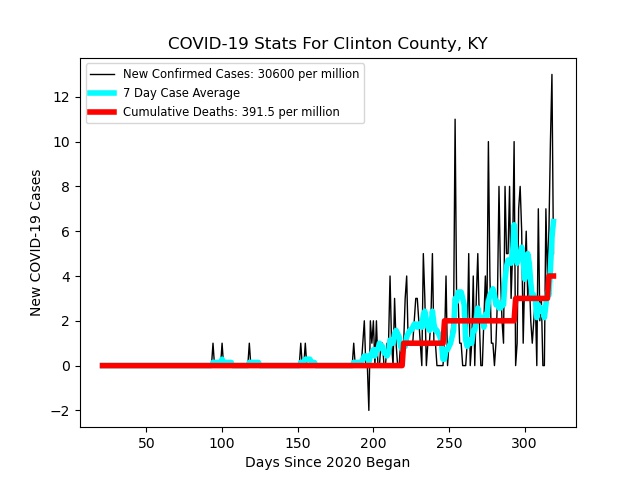 COVID-19 Stats For Clinton County, KY
New Confirmed Cases: 30600 per million
7 Day Case Average
Cumulative Deaths: 391.5 per million
New COVID-19 Cases
12
10
8
6
4
2
0
−2
50 100 150 200 250 300
Days Since 2020 Began